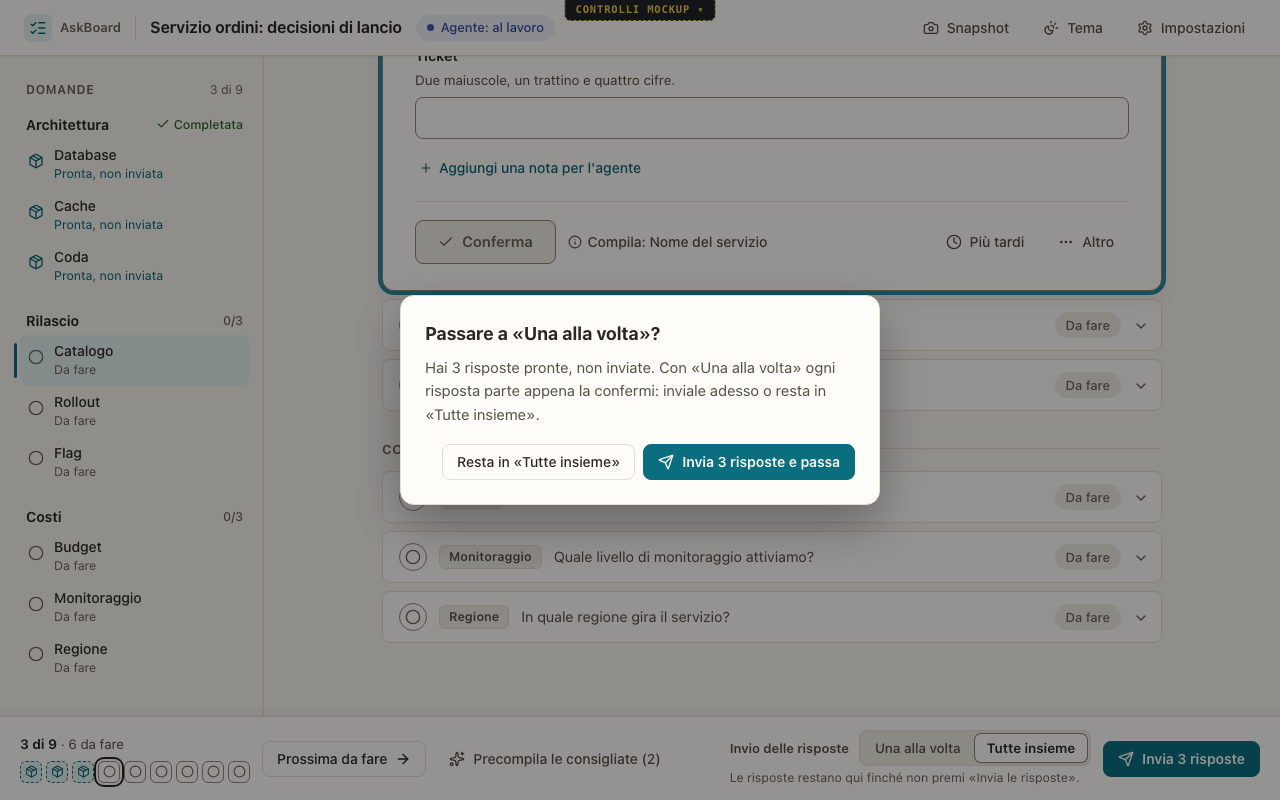 CONTROLLI MOCKUP ▾
AskBoard
Servizio ordini: decisioni di lancio
Agente: al lavoro
Snapshot
Tema
Impostazioni
DOMANDE
3 di 9
Architettura
Completata
Database
Pronta, non inviata
Cache
Pronta, non inviata
Coda
Pronta, non inviata
Rilascio
0/3
Catalogo
Da fare
Rollout
Da fare
Flag
Da fare
Costi
0/3
Budget
Da fare
Monitoraggio
Da fare
Regione
Da fare
Ticket
Due maiuscole, un trattino e quattro cifre.
Aggiungi una nota per l'agente
Conferma
Compila: Nome del servizio
Più tardi
Altro
Da fare
Da fare
Passare a «Una alla volta»?
Hai 3 risposte pronte, non inviate. Con «Una alla volta» ogni
risposta parte appena la confermi: inviale adesso o resta in
«Tutte insieme».
Resta in «Tutte insieme»
Invia 3 risposte e passa
Da fare
Monitoraggio
Quale livello di monitoraggio attiviamo?
Da fare
Regione
In quale regione gira il servizio?
Da fare
3 di 9 · 6 da fare
Prossima da fare
Precompila le consigliate (2)
Invio delle risposte
Una alla volta
Tutte insieme
Le risposte restano qui finché non premi «Invia le risposte».
Invia 3 risposte